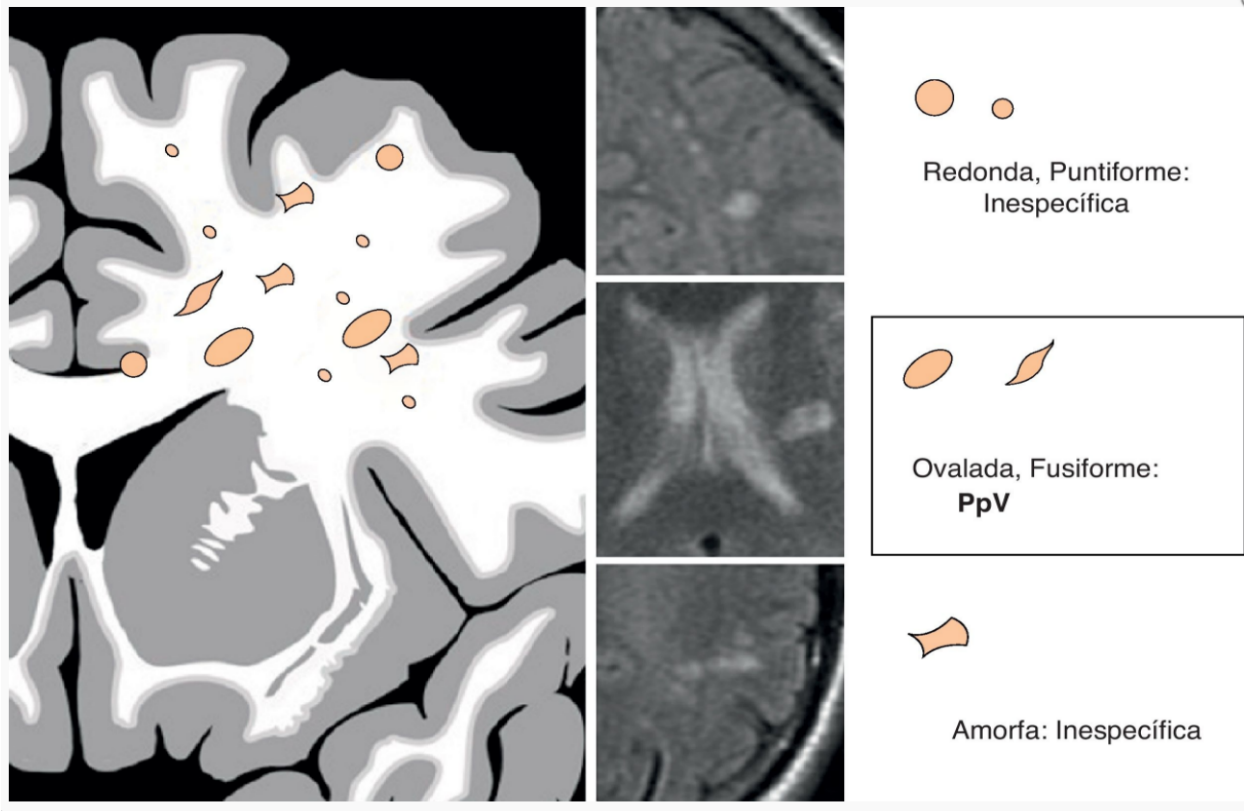 Redonda, Puntiforme:
Inespecífica
Ovalada, Fusiforme:
PpV
Amorfa: Inespecífica